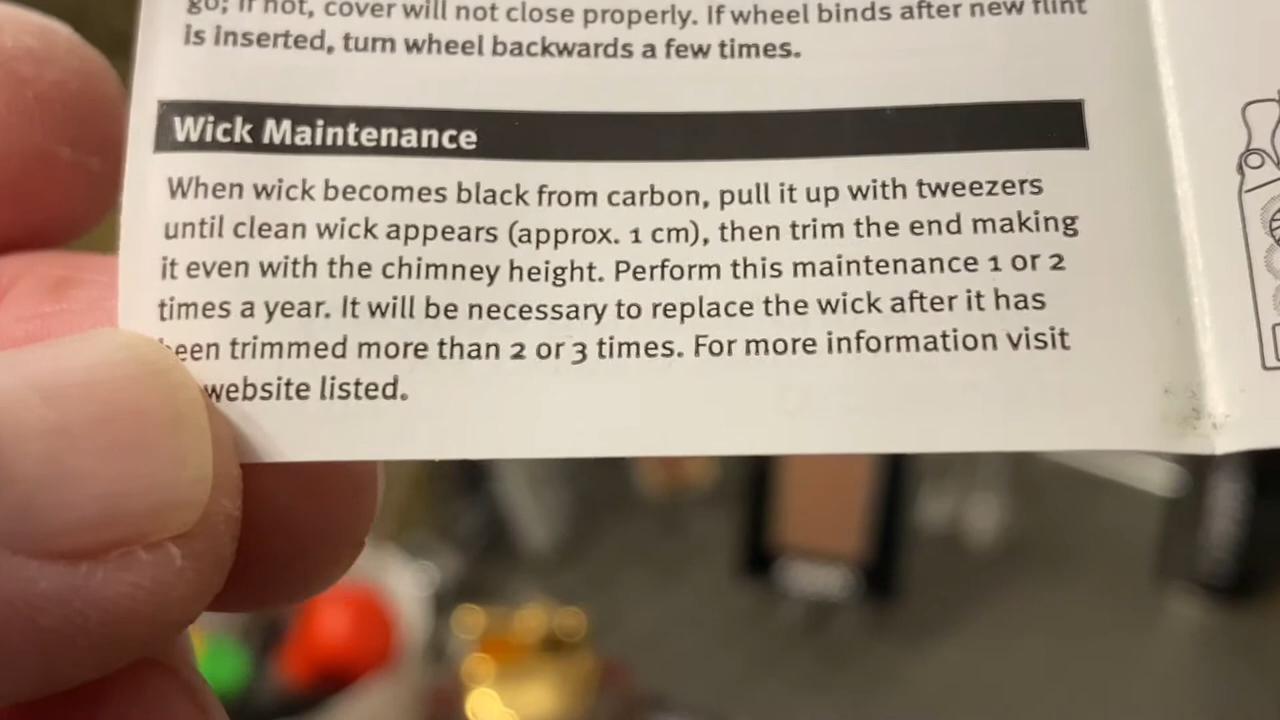 go; if not, cover will not close properly. If wheel binds after new flint
is inserted, turn wheel backwards a few times.
Wick Maintenance
When wick becomes black from carbon, pull it up with tweezers
until clean wick appears (approx. 1 cm), then trim the end making
it even with the chimney height. Perform this maintenance 1 or 2
times a year. It will be necessary to replace the wick after it has
been trimmed more than 2 or 3 times. For more information visit
website listed.